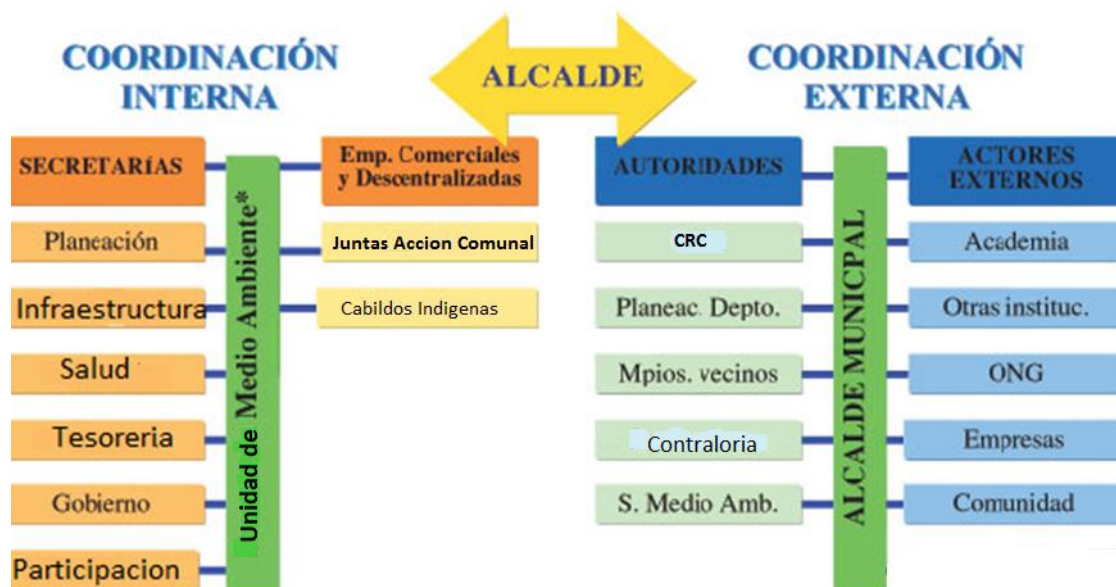 COORDINACIÓN
INTERNA
ALCALDE
COORDINACIÓN
EXTERNA
SECRETARÍAS
Planeación
Infraestructura
Salud
Tesoreria
Gobierno
Participacion
Unidad de Medio Ambiente*
Emp. Comerciales
y Descentralizadas
Juntas Accion Comunal
Cabildos Indigenas
AUTORIDADES
CRC
Planeac. Depto.
Mpios. vecinos
Contraloria
S. Medio Amb.
ALCALDE MUNICPAL
ACTORES
EXTERNOS
Academia
Otras instituc.
ONG
Empresas
Comunidad